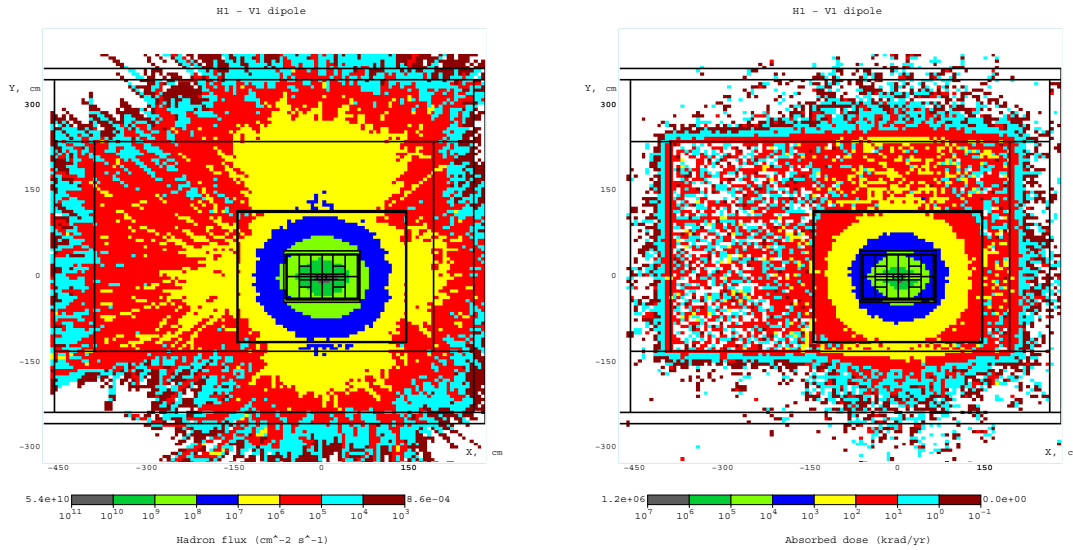 H1 - V1 dipole
Y, cm
300
150
0
-150
-300
X, cm
-450 -300 -150 0 150
5.4e+10 8.6e-04
10^11 10^10 10^9 10^8 10^7 10^6 10^5 10^4 10^3
Hadron flux (cm^-2 s^-1)
H1 - V1 dipole
Y, cm
300
150
0
-150
-300
X, c
-450 -300 -150 0 150
1.2e+06 0.0e+00
10^7 10^6 10^5 10^4 10^3 10^2 10^1 10^0 10^-1
Absorbed dose (krad/yr)